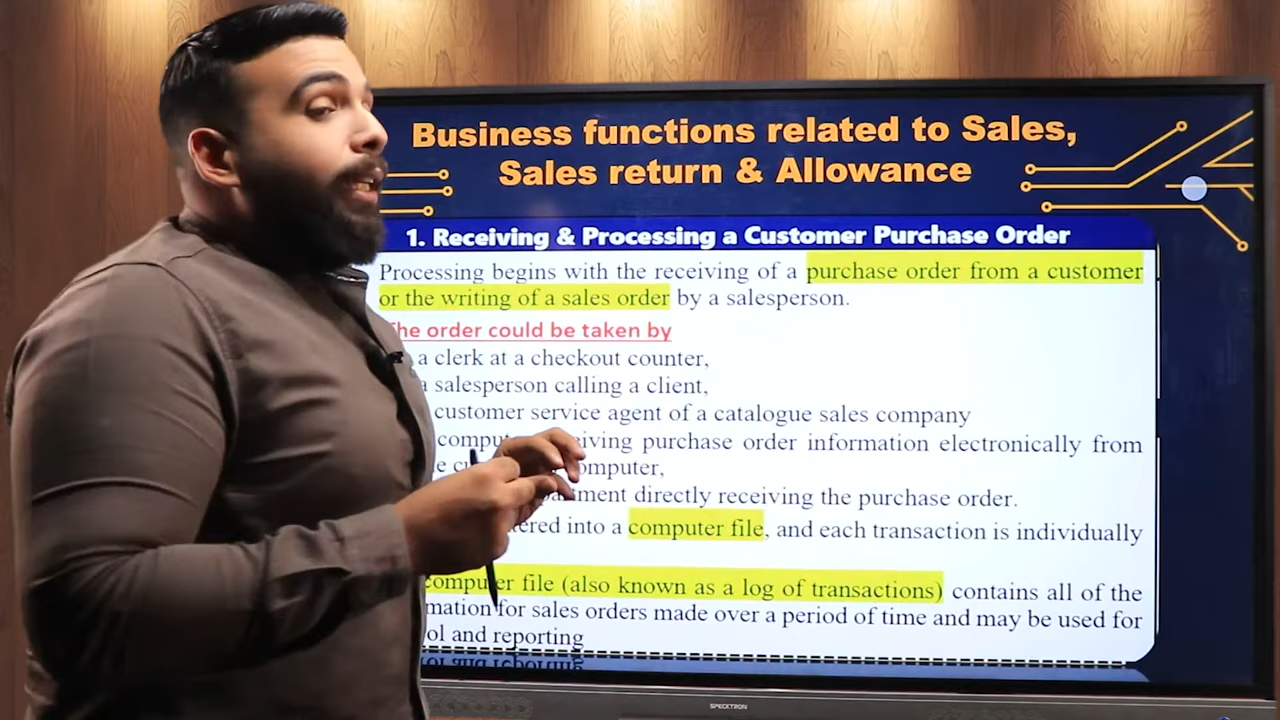 Business functions related to Sales,
Sales return & Allowance
1. Receiving & Processing a Customer Purchase Order
Processing begins with the receiving of a purchase order from a customer
or the writing of a sales order by a salesperson.
The order could be taken by
a clerk at a checkout counter,
a salesperson calling a client,
customer service agent of a catalogue sales company
purchase order information electronically from
computer,
directly receiving the purchase order.
into a computer file, and each transaction is individually
computer file (also known as a log of transactions) contains all of the
for sales orders made over a period of time and may be used for
and reporting
SPECKTRON